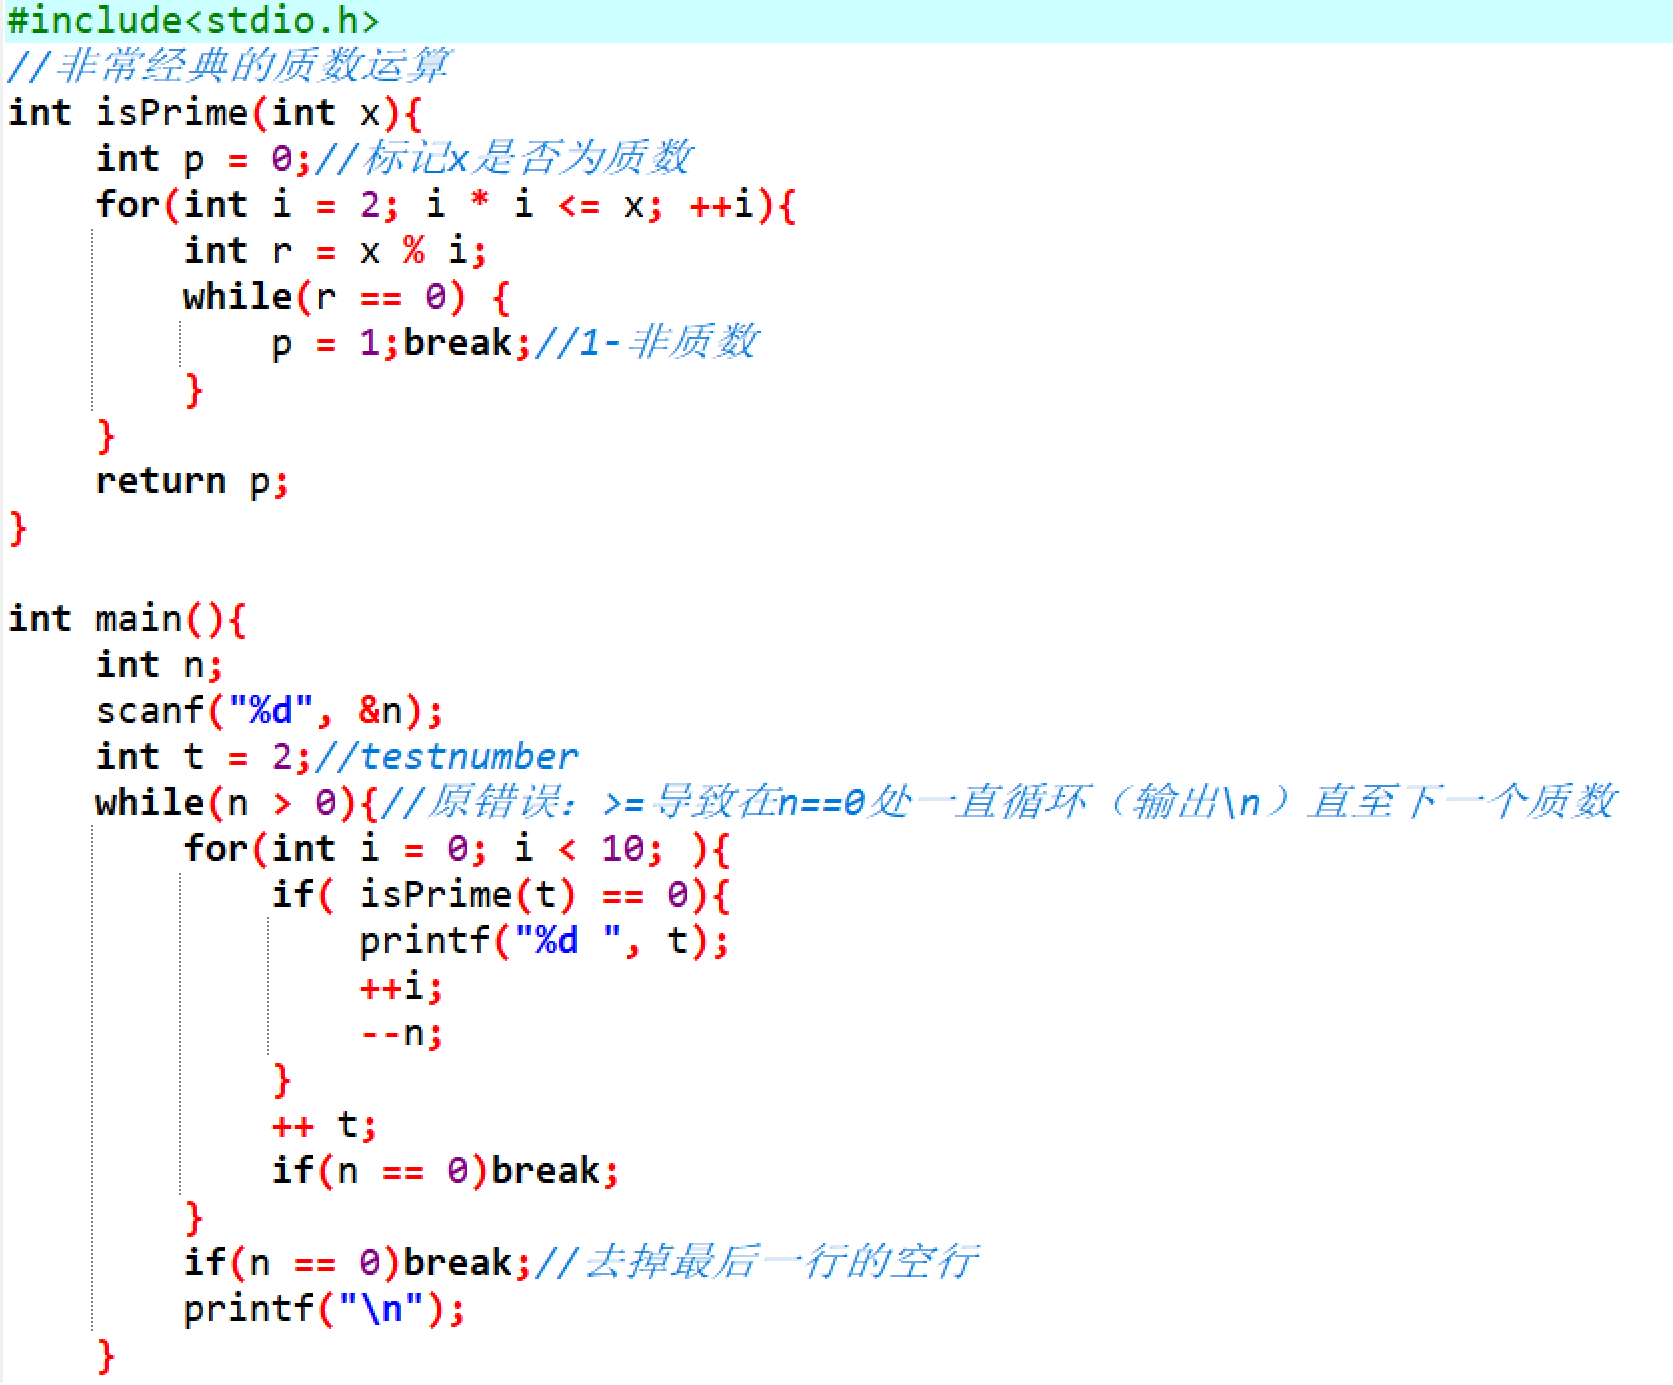 #include<stdio.h>
//非常经典的质数运算
int isPrime(int x){
    int p = 0;//标记x是否为质数
    for(int i = 2; i * i <= x; ++i){
        int r = x % i;
        while(r == 0) {
            p = 1;break;//1-非质数
        }
    }
    return p;
}

int main(){
    int n;
    scanf("%d", &n);
    int t = 2;//testnumber
    while(n > 0){//原错误：>=导致在n==0处一直循环（输出\n）直至下一个质数
        for(int i = 0; i < 10; ){
            if( isPrime(t) == 0){
                printf("%d ", t);
                ++i;
                --n;
            }
            ++ t;
            if(n == 0)break;
        }
        if(n == 0)break;//去掉最后一行的空行
        printf("\n");
    }